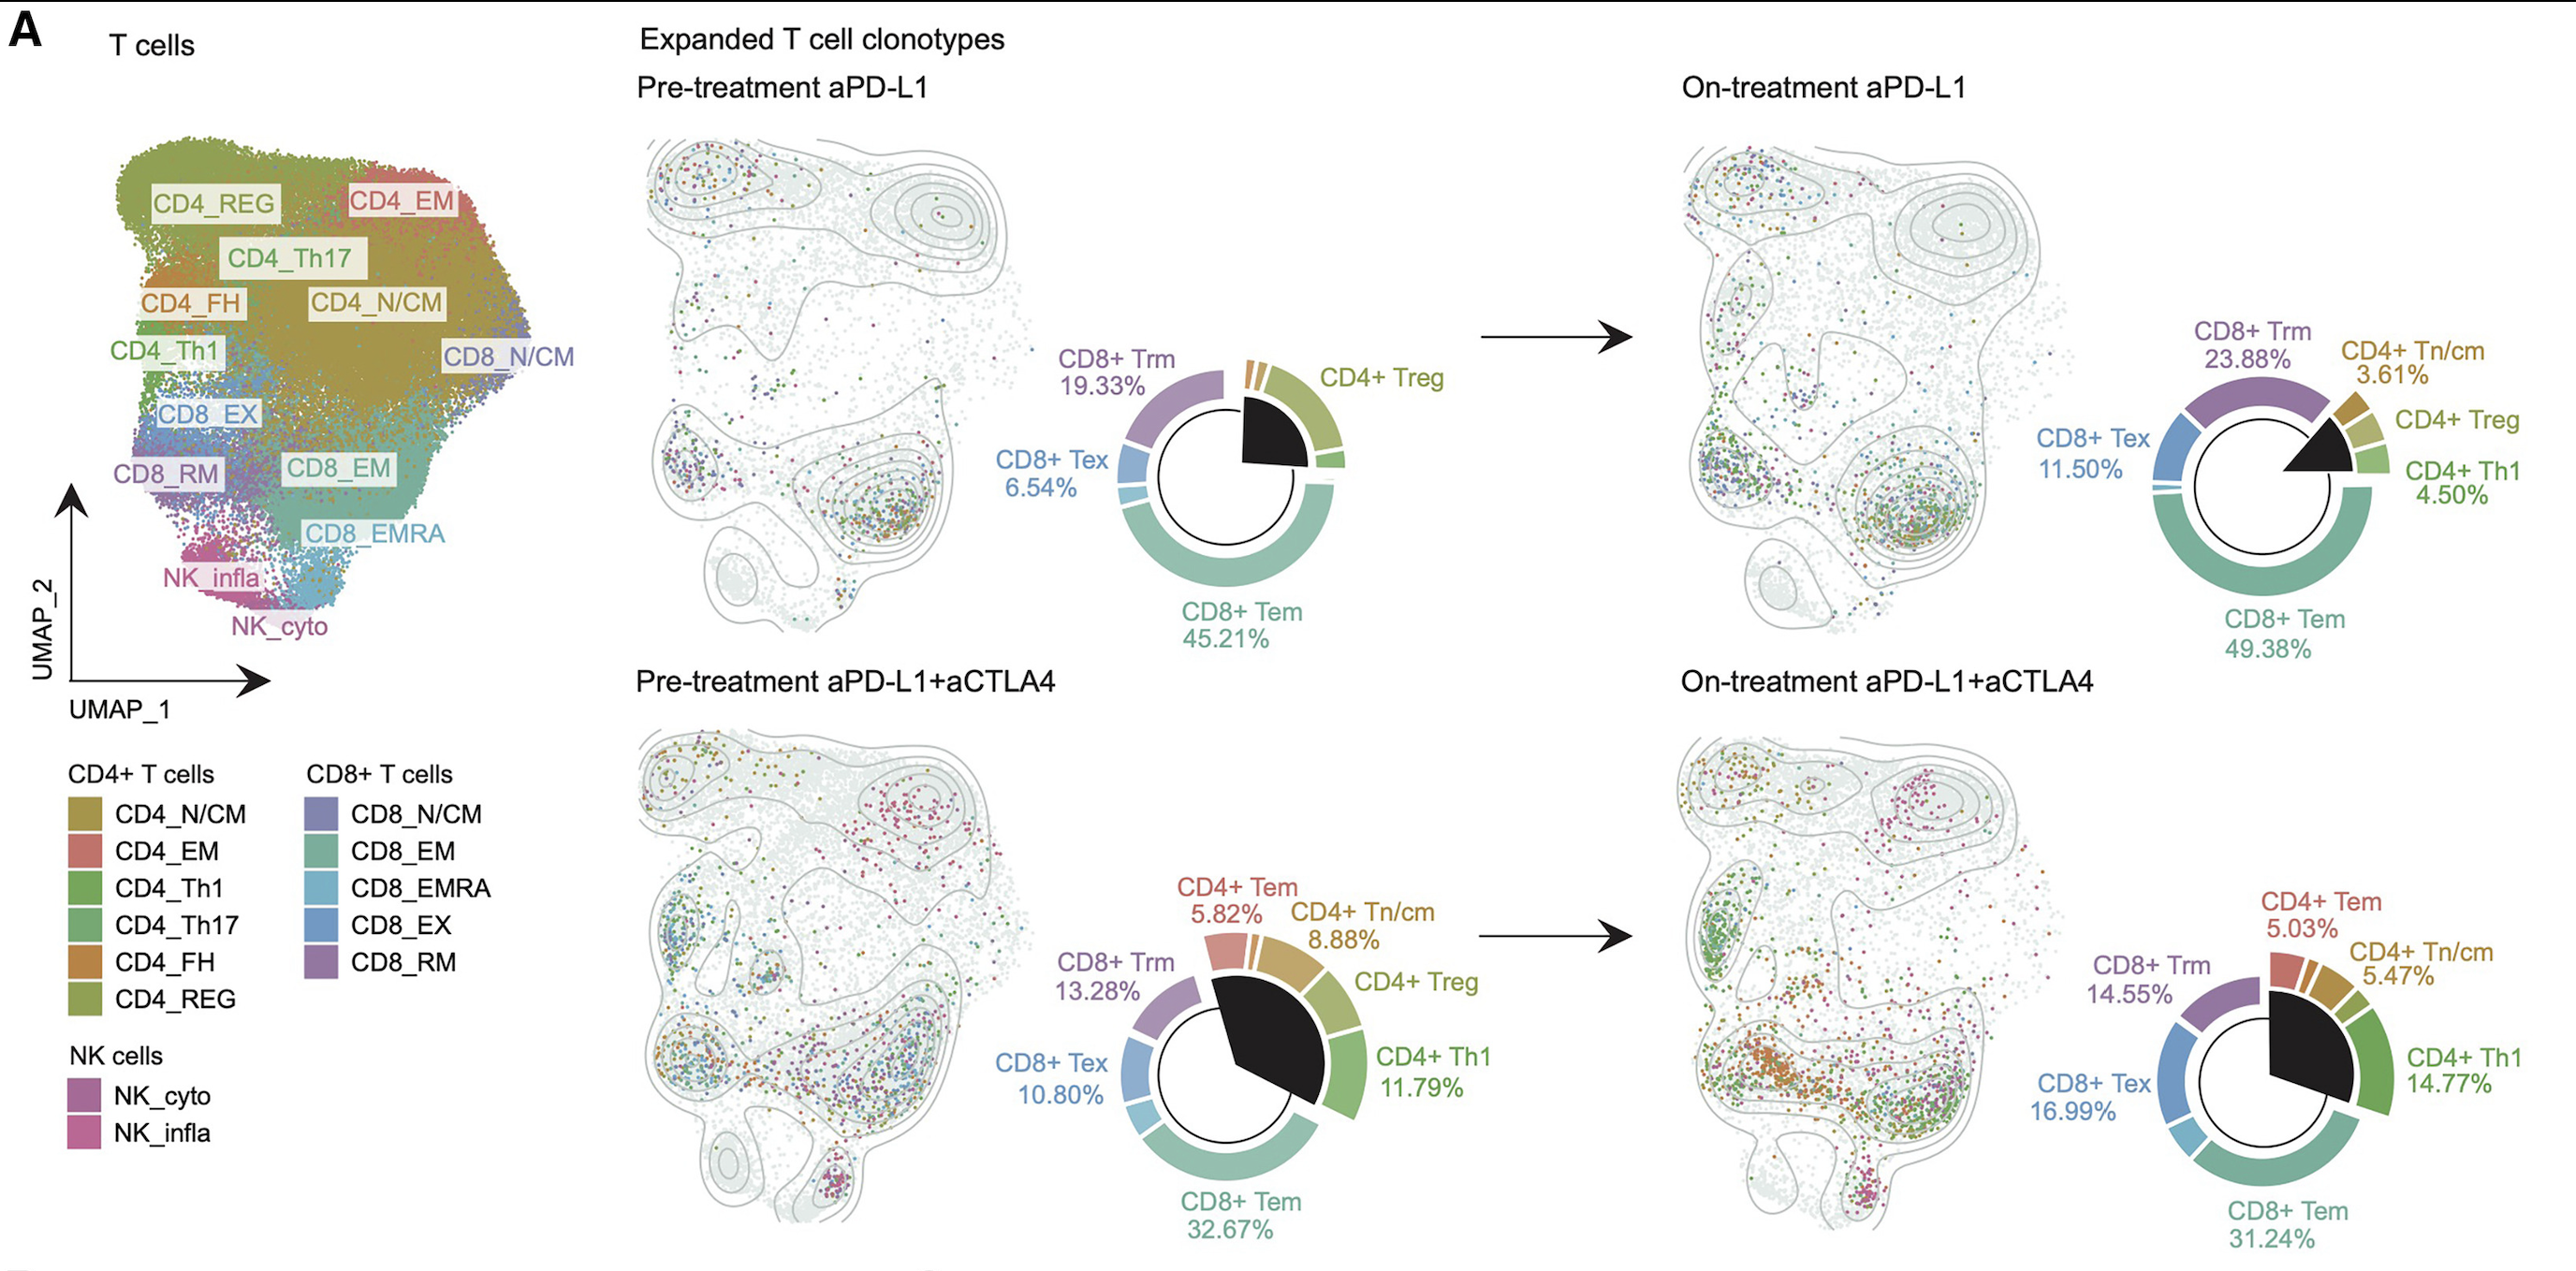 A
T cells
CD4_REG
CD4_EM
CD4_Th17
CD4_FH
CD4_N/CM
CD4_Th1
CD8_N/CM
CD8_EX
CD8_RM
CD8_EM
CD8_EMRA
NK_infla
NK_cyto
UMAP_2
UMAP_1
CD4+ T cells
CD4_N/CM
CD4_EM
CD4_Th1
CD4_Th17
CD4_FH
CD4_REG
CD8+ T cells
CD8_N/CM
CD8_EM
CD8_EMRA
CD8_EX
CD8_RM
NK cells
NK_cyto
NK_infla
Expanded T cell clonotypes
Pre-treatment aPD-L1
CD8+ Trm
19.33%
CD4+ Treg
CD8+ Tex
6.54%
CD8+ Tem
45.21%
On-treatment aPD-L1
CD8+ Trm
23.88%
CD4+ Tn/cm
3.61%
CD4+ Treg
CD8+ Tex
11.50%
CD4+ Th1
4.50%
CD8+ Tem
49.38%
Pre-treatment aPD-L1+aCTLA4
CD4+ Tem
5.82%
CD4+ Tn/cm
8.88%
CD8+ Trm
13.28%
CD4+ Treg
CD8+ Tex
10.80%
CD4+ Th1
11.79%
CD8+ Tem
32.67%
On-treatment aPD-L1+aCTLA4
CD4+ Tem
5.03%
CD4+ Tn/cm
5.47%
CD8+ Trm
14.55%
CD4+ Th1
14.77%
CD8+ Tex
16.99%
CD8+ Tem
31.24%